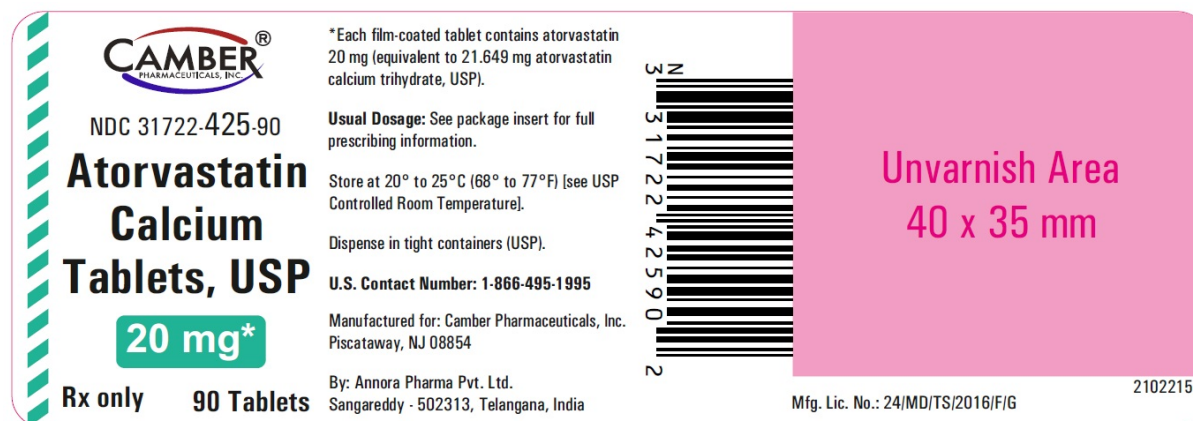 CAMBER®
PHARMACEUTICALS, INC.
NDC 31722-425-90
Atorvastatin
Calcium
Tablets, USP
20 mg*
Rx only 90 Tablets
*Each film-coated tablet contains atorvastatin
20 mg (equivalent to 21.649 mg atorvastatin
calcium trihydrate, USP).
Usual Dosage: See package insert for full
prescribing information.
Store at 20° to 25°C (68° to 77°F) [see USP
Controlled Room Temperature].
Dispense in tight containers (USP).
U.S. Contact Number: 1-866-495-1995
Manufactured for: Camber Pharmaceuticals, Inc.
Piscataway, NJ 08854
By: Annora Pharma Pvt. Ltd.
Sangareddy - 502313, Telangana, India
N
3 31722 42590 2
Unvarnish Area
40 x 35 mm
2102215
Mfg. Lic. No.: 24/MD/TS/2016/F/G